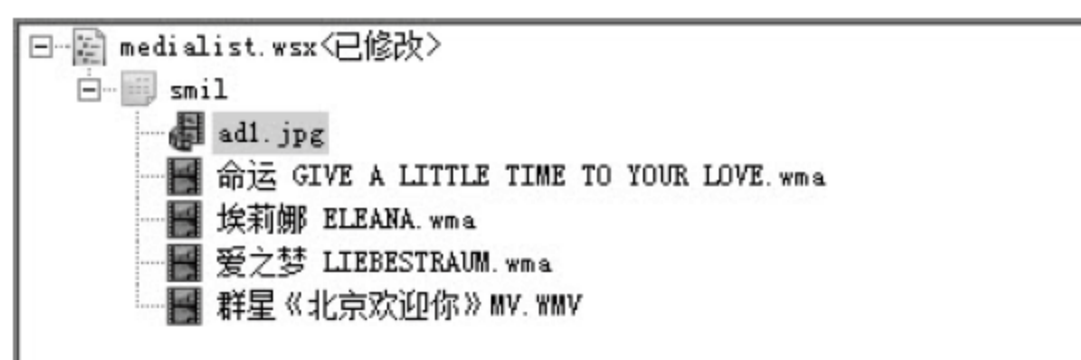 medialist.wsx<已修改>
smil
ad1.jpg
命运 GIVE A LITTLE TIME TO YOUR LOVE.wma
埃莉娜 ELEANA.wma
爱之梦 LIEBESTRAUM.wma
群星《北京欢迎你》MV.WMV